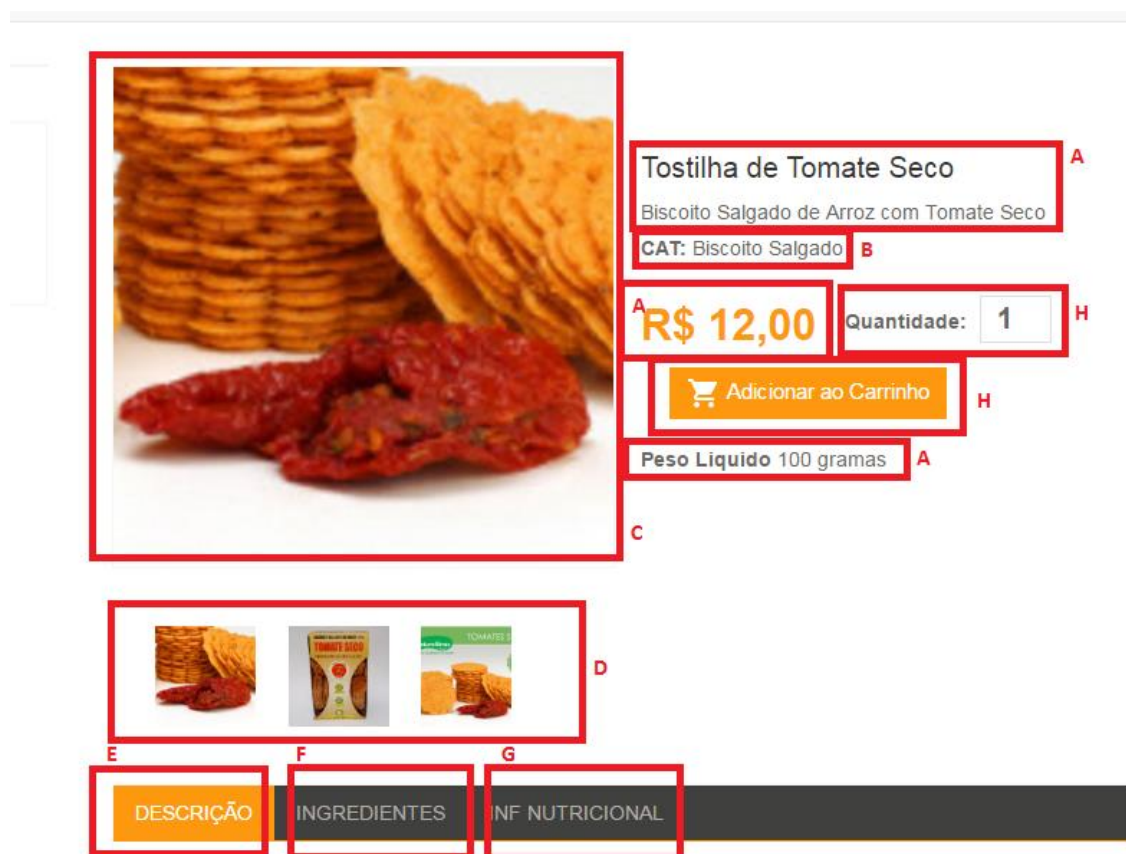 Tostilha de Tomate Seco
A
Biscoito Salgado de Arroz com Tomate Seco
CAT: Biscoito Salgado
B
A
R$ 12,00
Quantidade: 1
H
Adicionar ao Carrinho
H
Peso Liquido 100 gramas
A
C
TOMATE SECO
TOMATES S
D
E
F
G
DESCRIÇÃO
INGREDIENTES
INF NUTRICIONAL